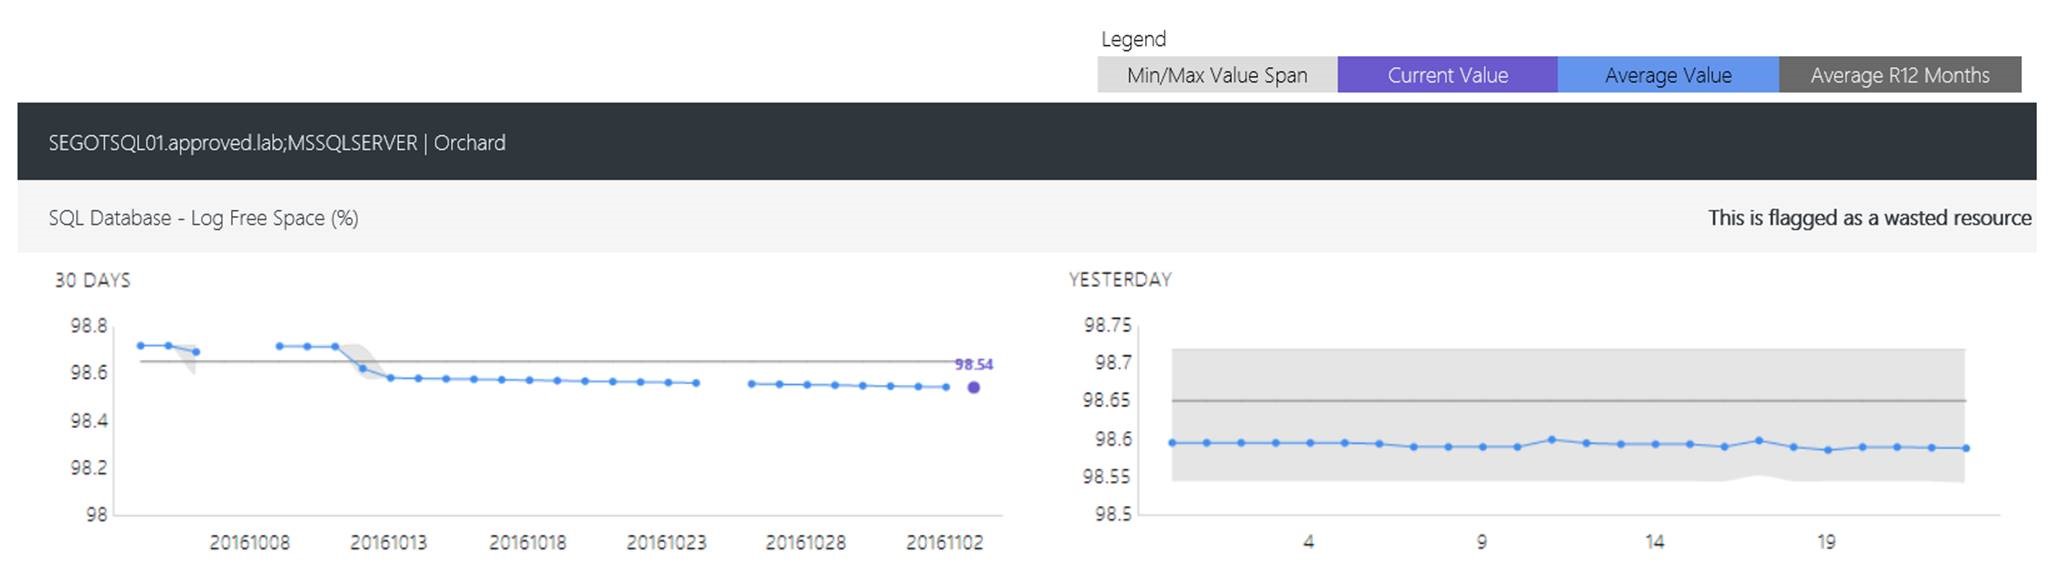 Legend
Min/Max Value Span Current Value Average Value Average R12 Months
SEGOTSQL01.approved.lab;MSSQLSERVER | Orchard
SQL Database - Log Free Space (%) This is flagged as a wasted resource
30 DAYS
98.8
98.6
98.4
98.2
98
98.54
20161008 20161013 20161018 20161023 20161028 20161102
YESTERDAY
98.75
98.7
98.65
98.6
98.55
98.5
4 9 14 19